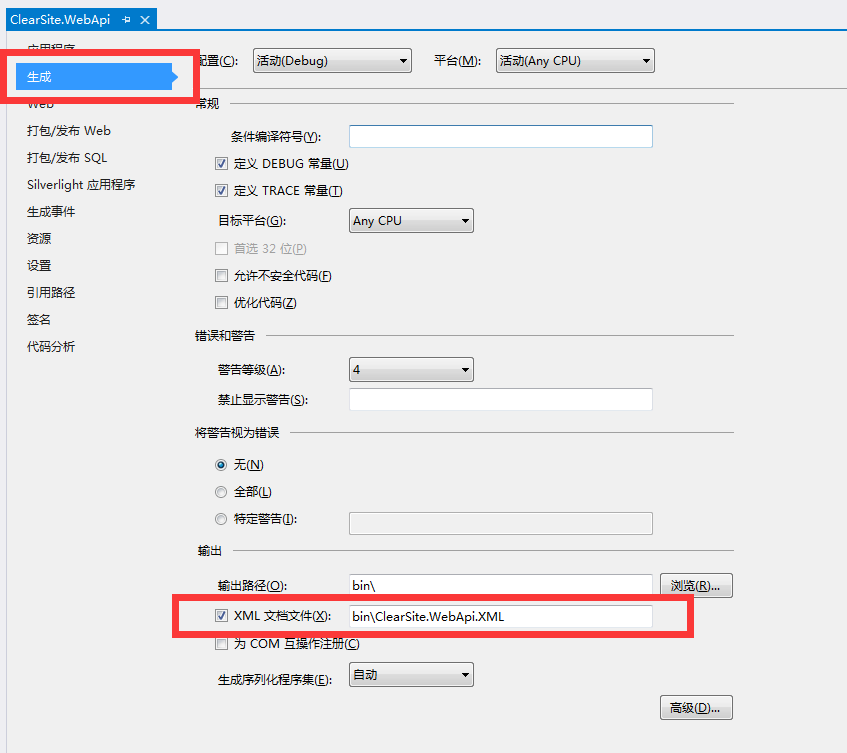 ClearSite.WebApi
应用程序
配置(C):
活动(Debug)
平台(M):
活动(Any CPU)
生成
Web
打包/发布 Web
打包/发布 SQL
Silverlight 应用程序
生成事件
资源
设置
引用路径
签名
代码分析
常规
条件编译符号(Y):
定义 DEBUG 常量(U)
定义 TRACE 常量(T)
目标平台(G):
Any CPU
首选 32 位(P)
允许不安全代码(F)
优化代码(Z)
错误和警告
警告等级(A):
4
禁止显示警告(S):
将警告视为错误
无(N)
全部(L)
特定警告(I):
输出
输出路径(O):
bin\
浏览(R)...
XML 文档文件(X):
bin\ClearSite.WebApi.XML
为 COM 互操作注册(C)
生成序列化程序集(E):
自动
高级(D)...